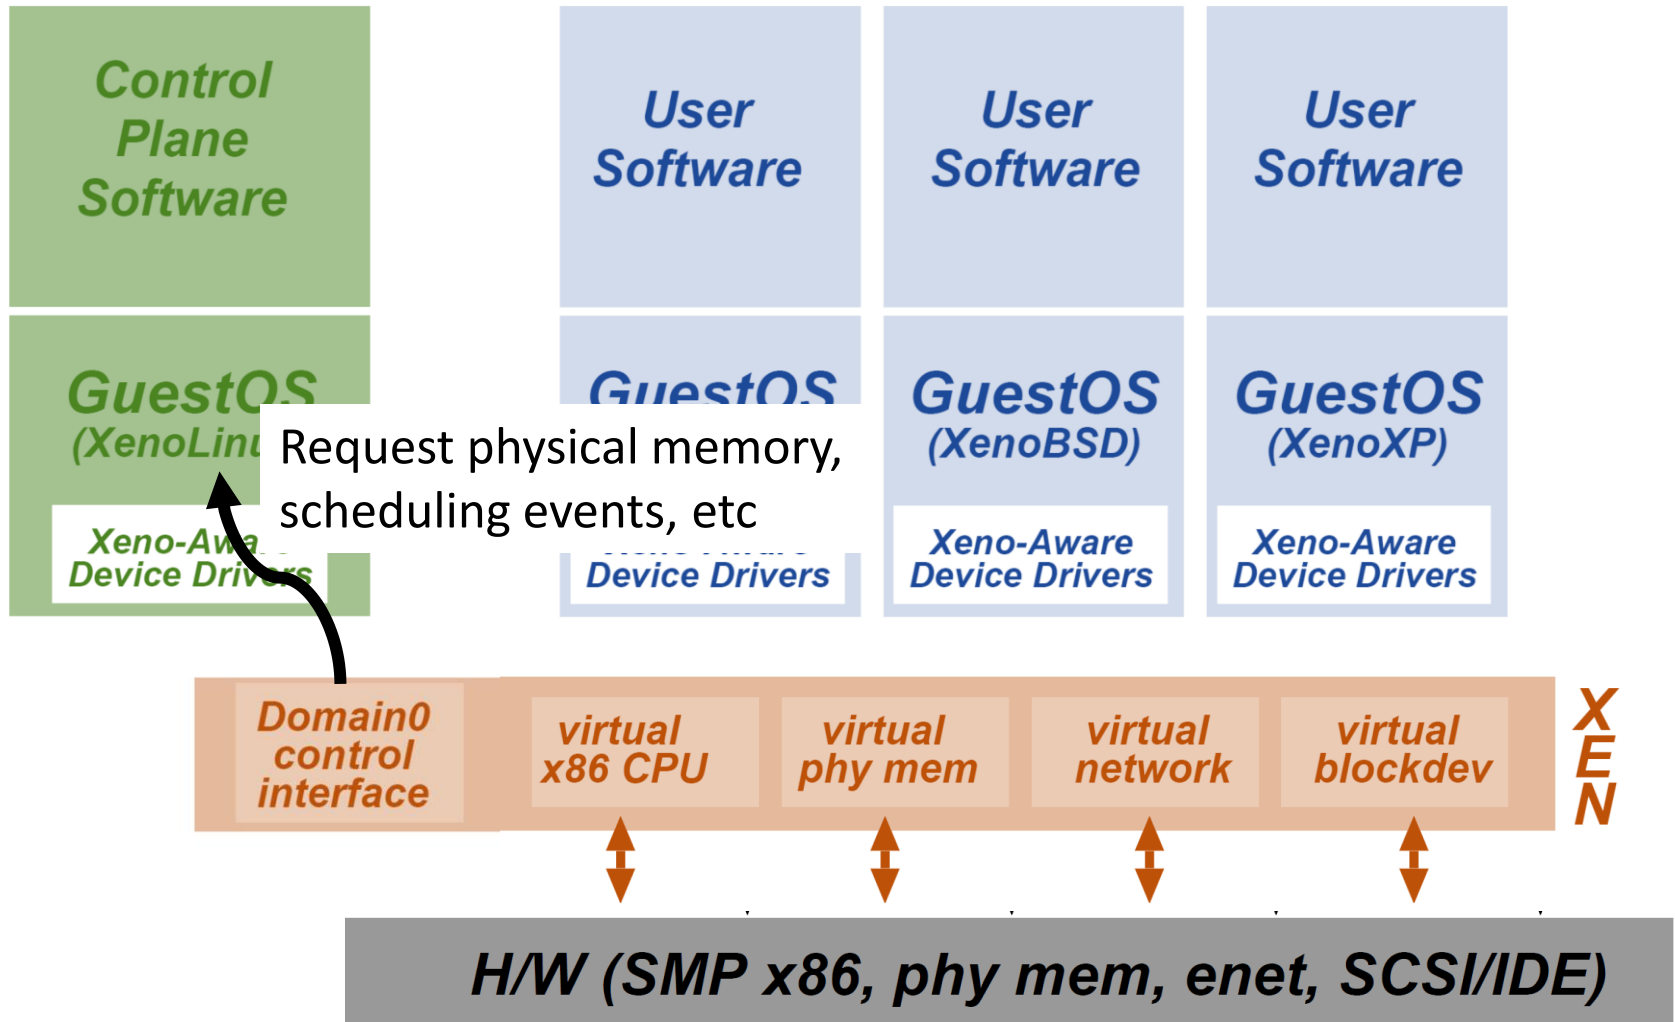 Control
Plane
Software
User
Software
User
Software
User
Software
GuestOS
GuestOS
(XenoBSD)
GuestOS
(XenoXP)
GuestOS
Request physical memory,
scheduling events, etc
Device Drivers
Device Drivers
Xeno-Aware
Device Drivers
Xeno-Aware
Device Drivers
Domain0
control
interface
virtual
x86 CPU
virtual
phy mem
virtual
network
virtual
blockdev
XEN
H/W (SMP x86, phy mem, enet, SCSI/IDE)